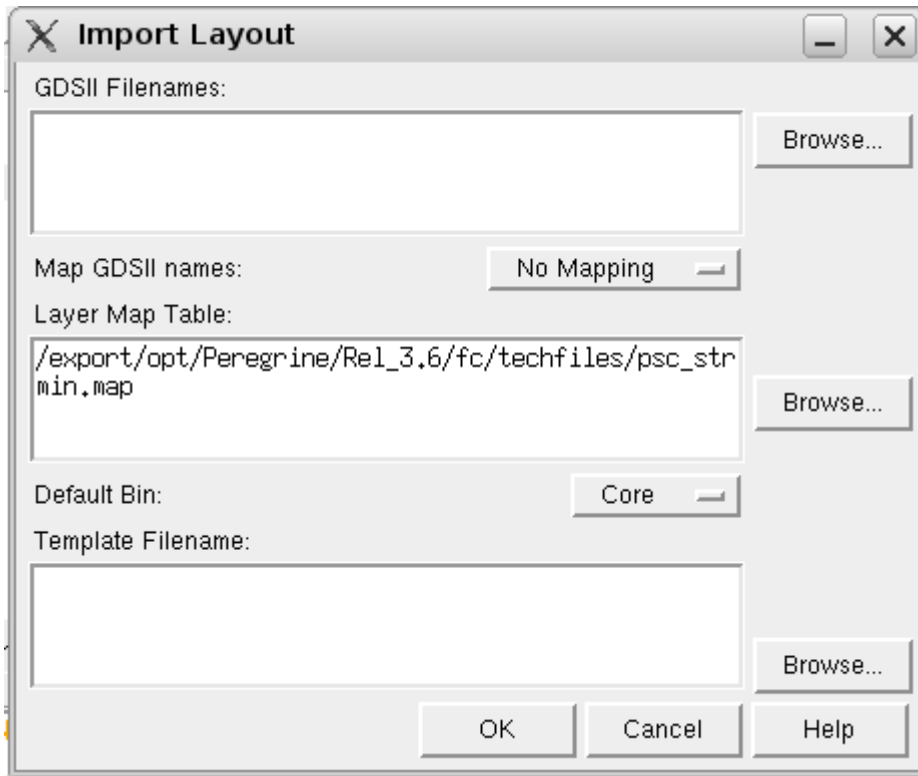 Import Layout
GDSII Filenames:
Browse...
Map GDSII names:
No Mapping
Layer Map Table:
/export/opt/Peregrine/Rel_3.6/fc/techfiles/psc_str
min.map
Browse...
Default Bin:
Core
Template Filename:
Browse...
OK
Cancel
Help